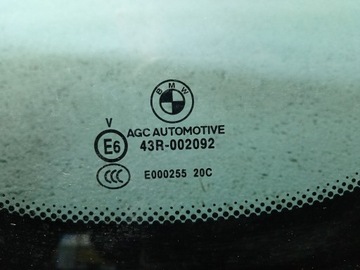 BMW
V
AGC AUTOMOTIVE
E6 43R-002092
CCC E000255 20C